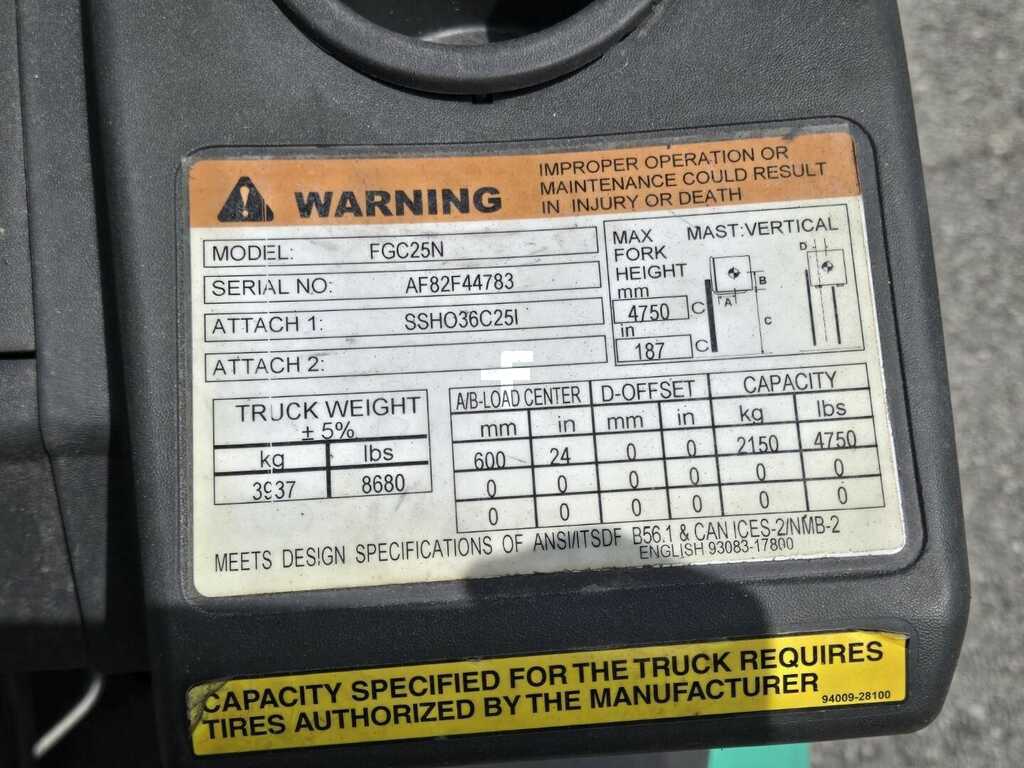 WARNING
IMPROPER OPERATION OR
MAINTENANCE COULD RESULT
IN INJURY OR DEATH
MODEL: FGC25N
SERIAL NO: AF82F44783
ATTACH 1: SSHO36C25I
ATTACH 2:
MAX FORK HEIGHT
MAST:VERTICAL
mm
4750 C
in
187 C
D
A
B
C
TRUCK WEIGHT
± 5%
kg lbs
3937 8680
A/B-LOAD CENTER D-OFFSET CAPACITY
mm in mm in kg lbs
600 24 0 0 2150 4750
0 0 0 0 0 0
0 0 0 0 0 0
MEETS DESIGN SPECIFICATIONS OF ANSI/ITSDF B56.1 & CAN ICES-2/NMB-2
ENGLISH 93083-17800
CAPACITY SPECIFIED FOR THE TRUCK REQUIRES
TIRES AUTHORIZED BY THE MANUFACTURER
94009-28100